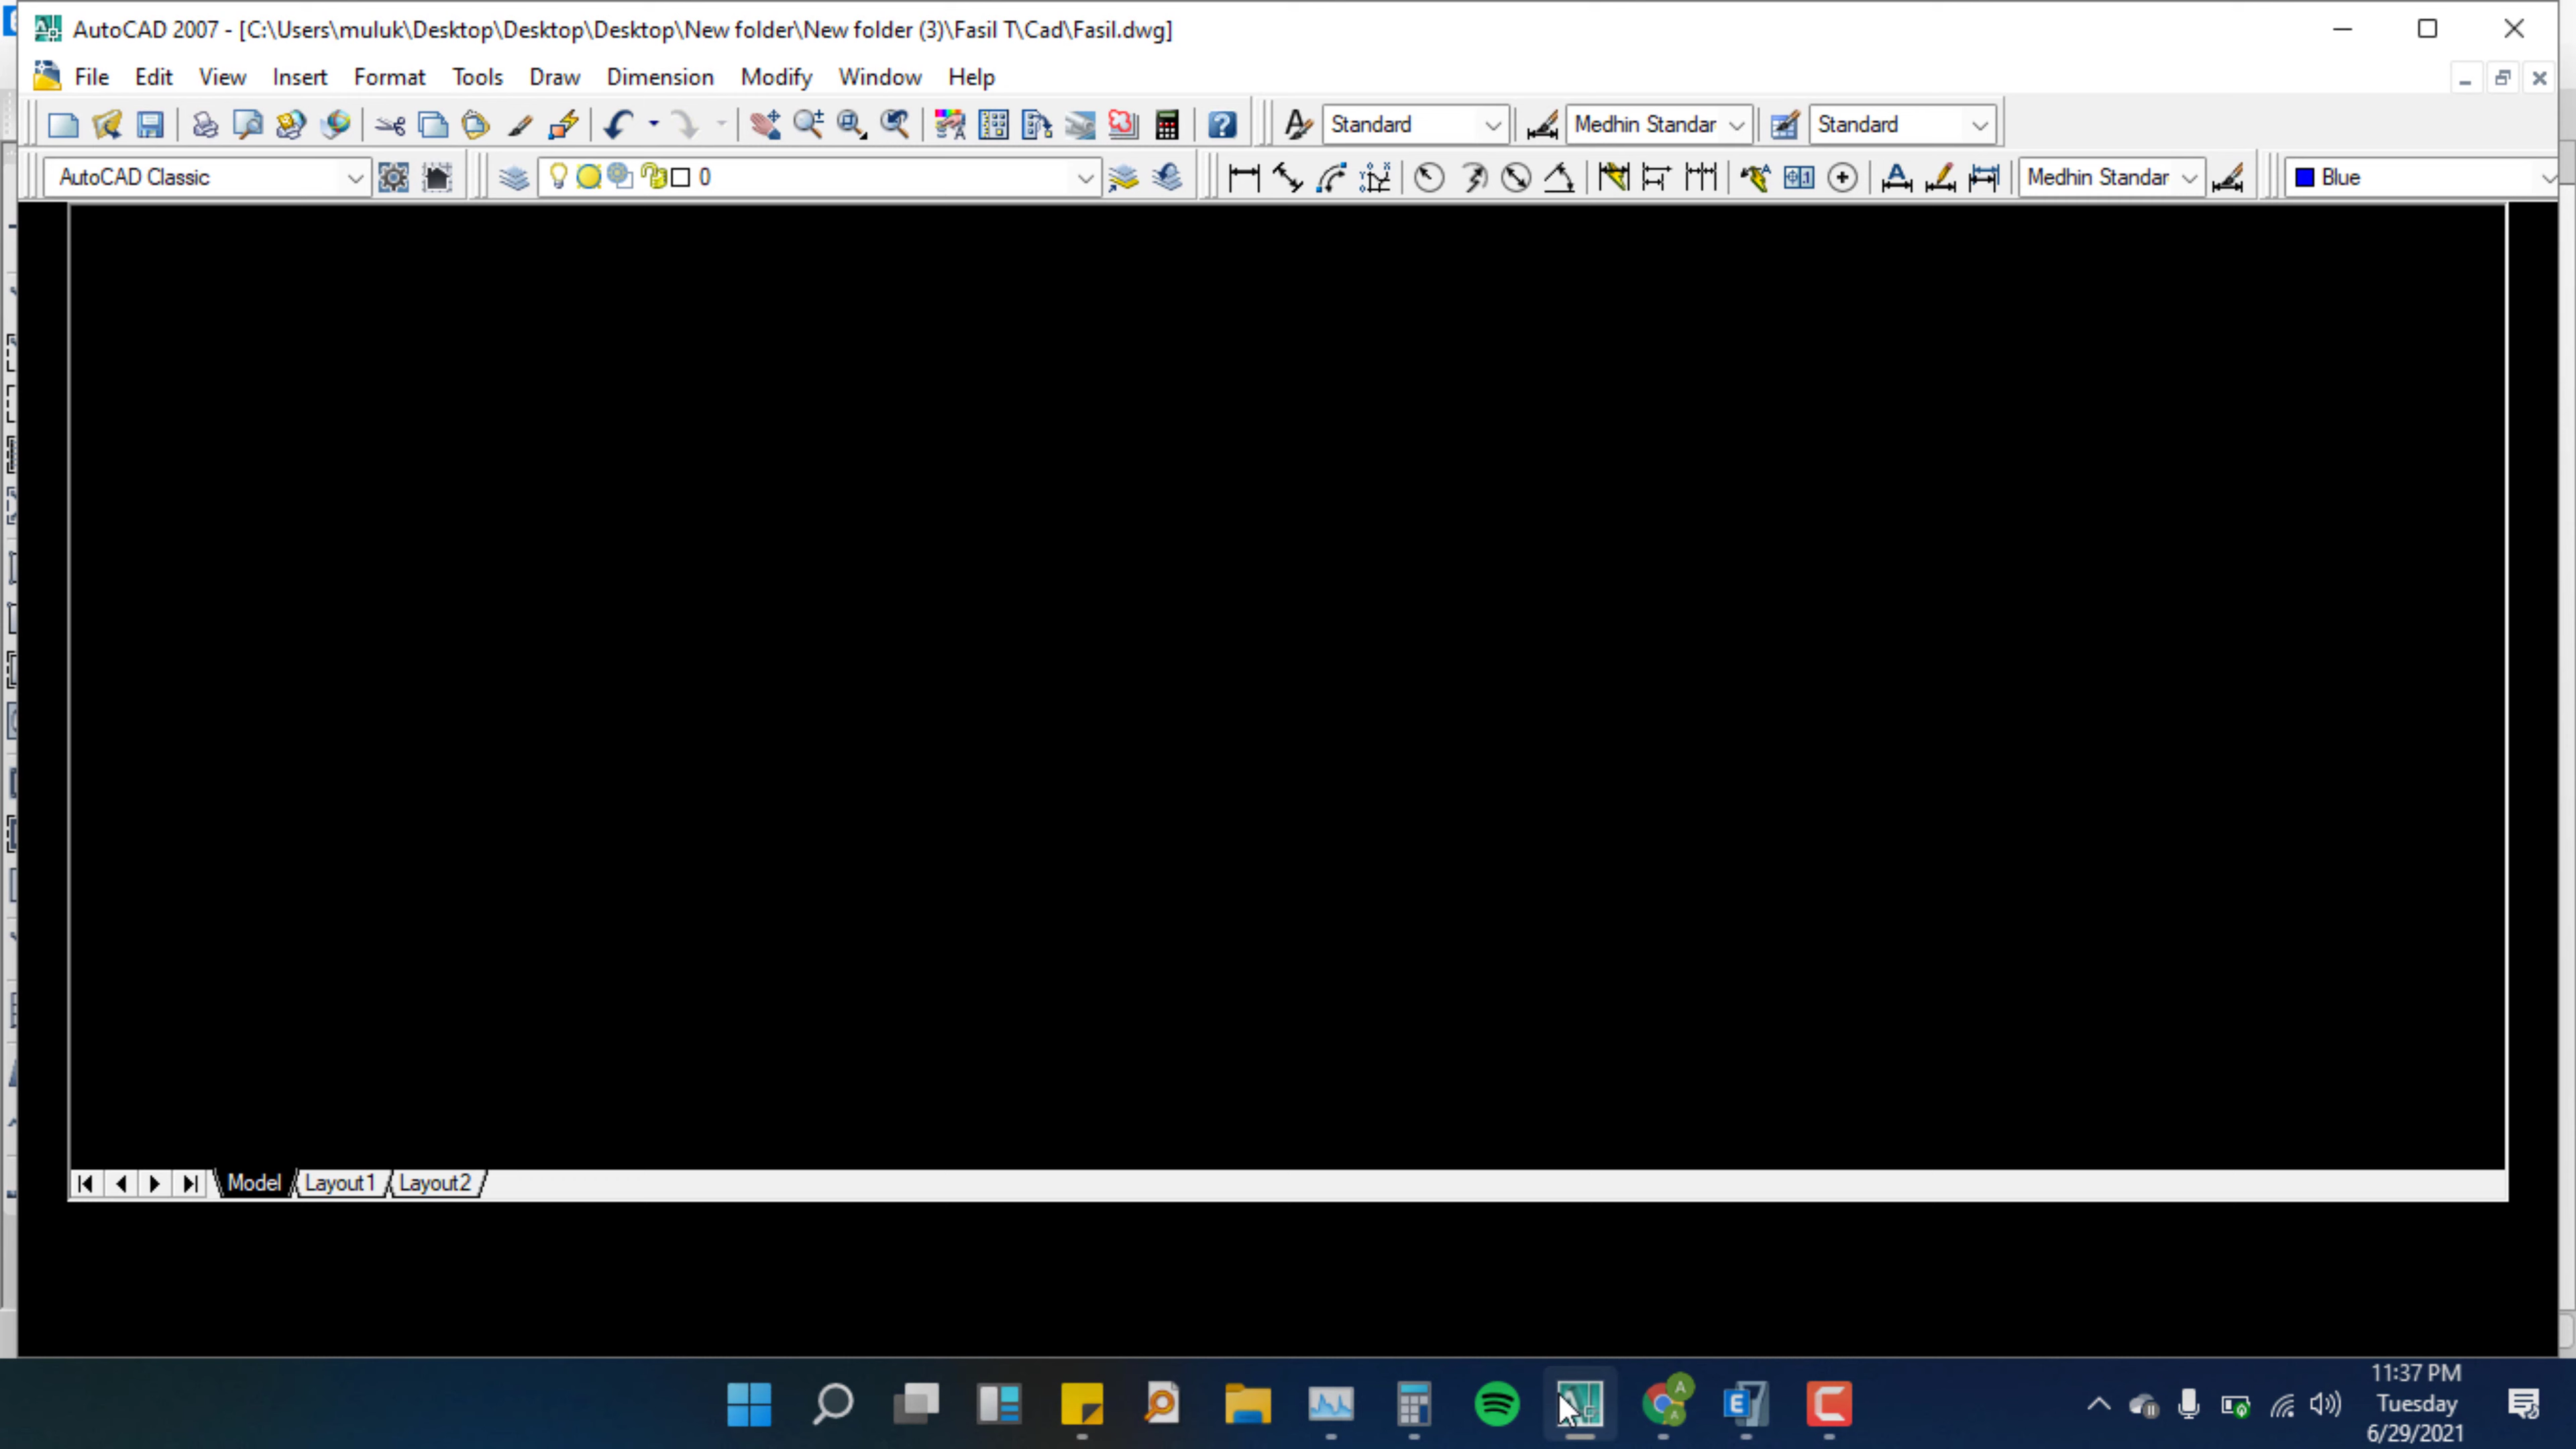 AutoCAD 2007 - [C:\Users\muluk\Desktop\Desktop\Desktop\New folder\New folder (3)\Fasil T\Cad\Fasil.dwg]
File Edit View Insert Format Tools Draw Dimension Modify Window Help
Standard Medhin Standar Standard
AutoCAD Classic 0 Medhin Standar Blue
Model Layout1 Layout2
11:37 PM
Tuesday
6/29/2021